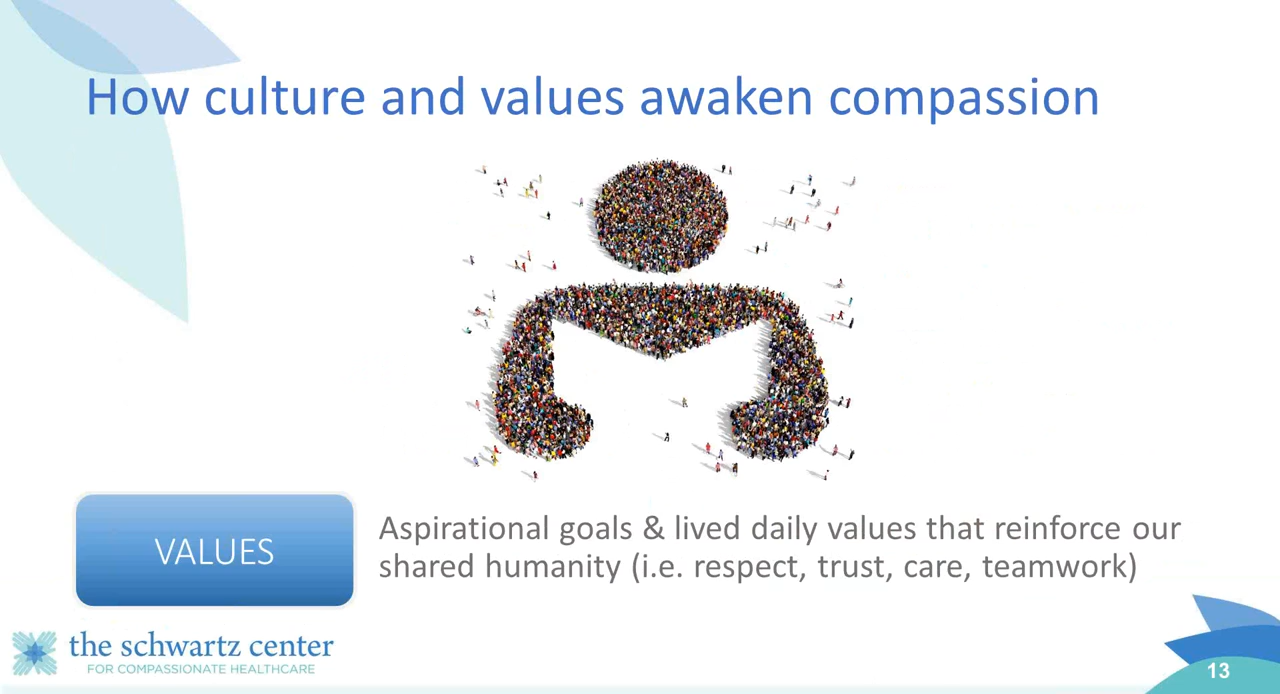 How culture and values awaken compassion
VALUES
Aspirational goals & lived daily values that reinforce our
shared humanity (i.e. respect, trust, care, teamwork)
the schwartz center
FOR COMPASSIONATE HEALTHCARE
13